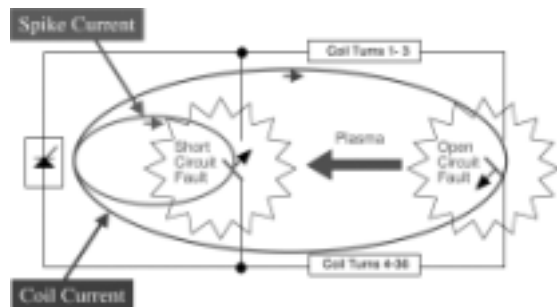 Spike Current
Coil Turns 1- 3
Short
Circuit
Fault
Plasma
Open
Circuit
Fault
Coil Turns 4-36
Coil Current